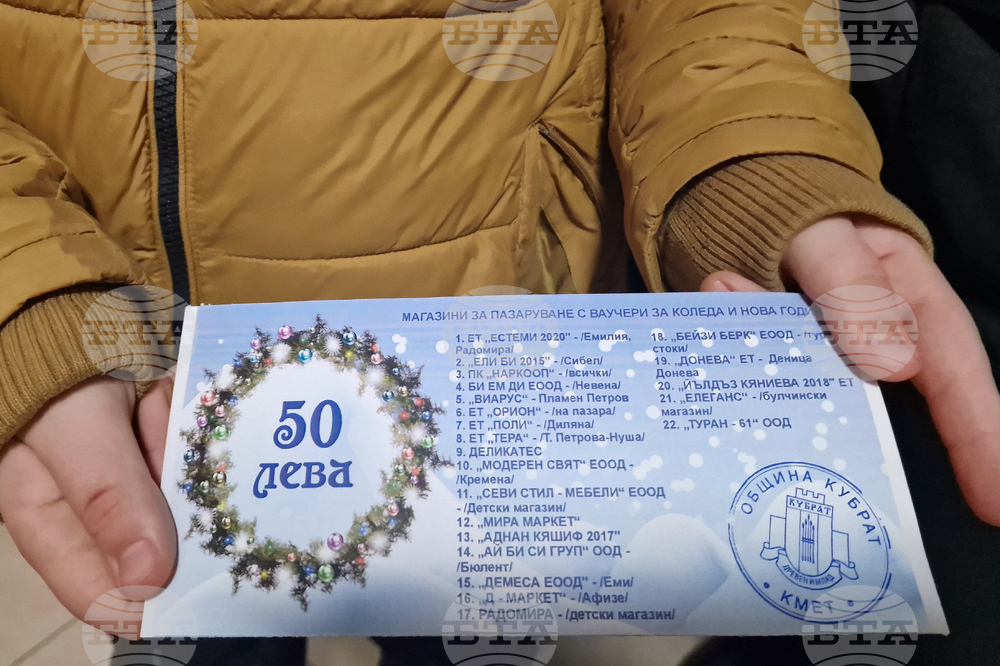 БТА
БТА
БТА
МАГАЗИНИ ЗА ПАЗАРУВАНЕ С ВАУЧЕРИ ЗА КОЛЕДА И НОВА ГОДИ
50
лева
1. ЕТ „ЕСТЕМИ 2020" - /Емилия,
Радомира/
2. „ЕЛИ БИ 2015" - /Сибел/
3. ПК „НАРКООП" - /всички/
4. БИ ЕМ ДИ ЕООД - /Невена/
5. „ВИАРУС" - Пламен Петров
6. ЕТ „ОРИОН" - /на пазара/
7. ЕТ „ПОЛИ" - /Диляна/
8. ЕТ „ТЕРА" - /Т. Петрова-Нуша/
9. ДЕЛИКАТЕС
10. „МОДЕРЕН СВЯТ" ЕООД -
/Кремена/
11. „СЕВИ СТИЛ - МЕБЕЛИ" ЕООД
- /Детски магазин/
12. "МИРА МАРКЕТ"
13. „АДНАН КЯШИФ 2017"
14. "АЙ БИ СИ ГРУП" ООД -
/Бюлент/
15. „ДЕМЕСА ЕООД" - /Еми/
16. "Д - МАРКЕТ" - /Афизе/
17. РАДОМИРА - /детски магазин/
18. „БЕЙЗИ БЕРК" ЕООД -
стоки/
19. „ДОНЕВА" ЕТ - Деница
Донева
20. „ЙЪЛДЪЗ КЯНИЕВА 2018" ЕТ
21. „ЕЛЕГАНС" - /булчински
магазин/
22. „ТУРАН - 61" ООД
ОБЩИНА КУБРАТ
КУБРАТ
ДРЕВЕН И МЛАД
КМЕТ
БТА
БТА
БТА
БТА